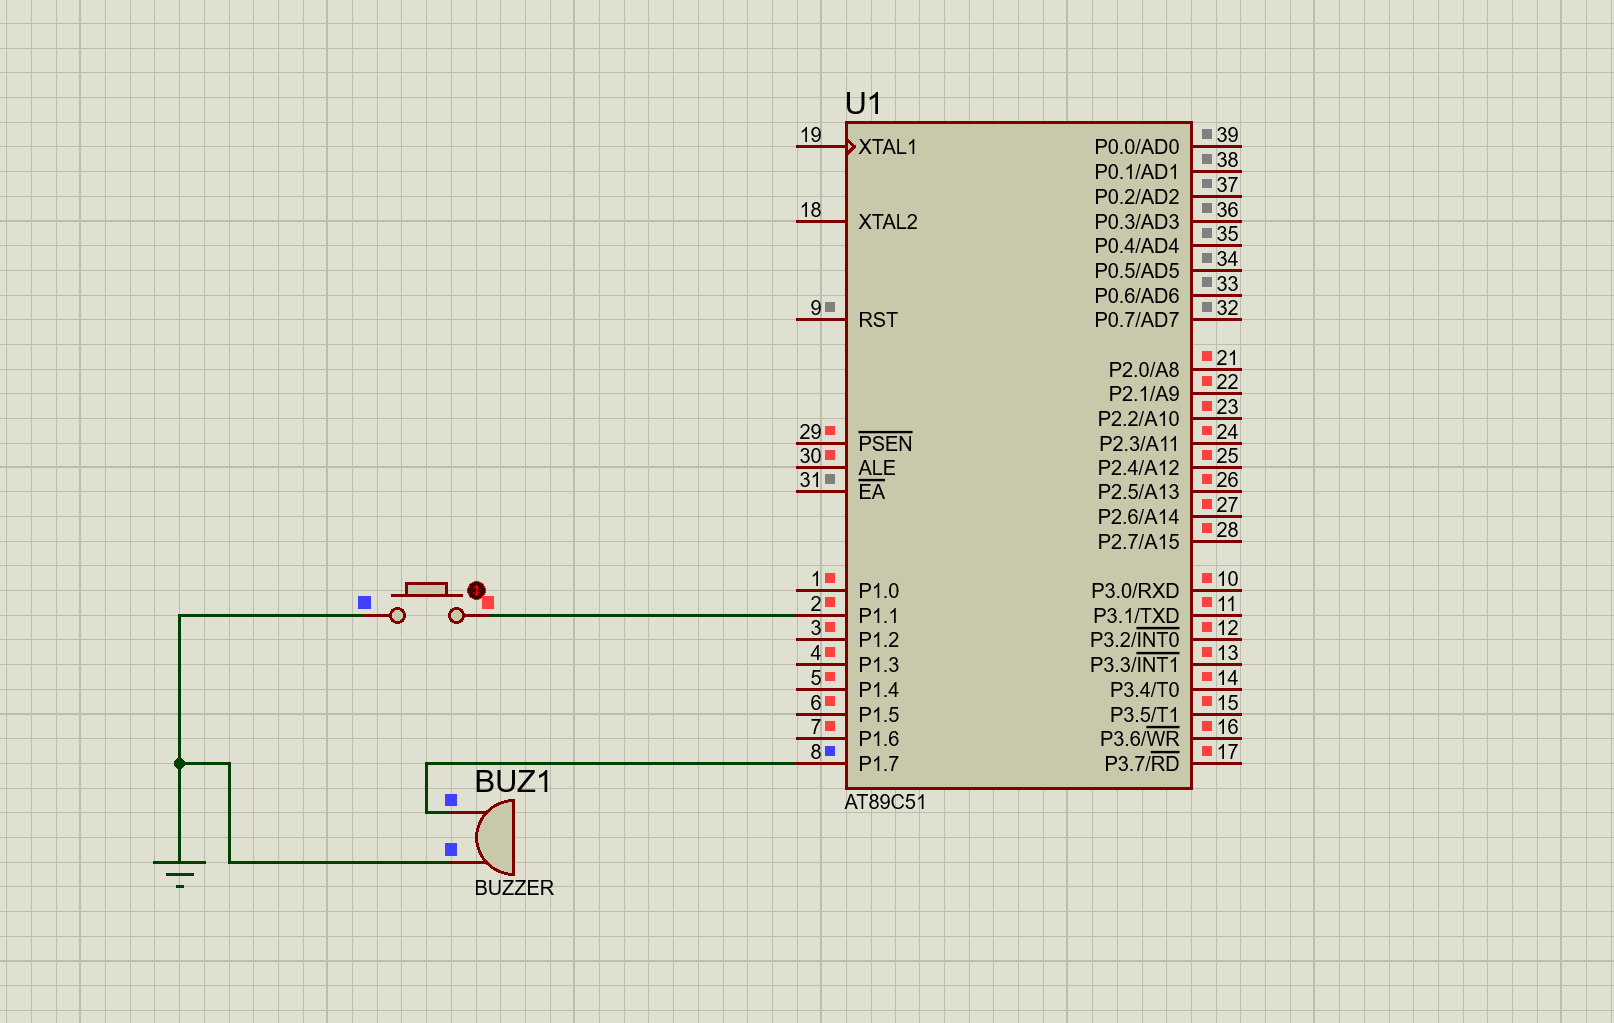 U1
19 XTAL1 P0.0/AD0 39
P0.1/AD1 38
P0.2/AD2 37
18 XTAL2 P0.3/AD3 36
P0.4/AD4 35
P0.5/AD5 34
P0.6/AD6 33
9 RST P0.7/AD7 32
P2.0/A8 21
P2.1/A9 22
P2.2/A10 23
29 PSEN P2.3/A11 24
30 ALE P2.4/A12 25
31 EA P2.5/A13 26
P2.6/A14 27
P2.7/A15 28
1 P1.0 P3.0/RXD 10
2 P1.1 P3.1/TXD 11
3 P1.2 P3.2/INT0 12
4 P1.3 P3.3/INT1 13
5 P1.4 P3.4/T0 14
6 P1.5 P3.5/T1 15
7 P1.6 P3.6/WR 16
8 P1.7 P3.7/RD 17
AT89C51
BUZ1
BUZZER